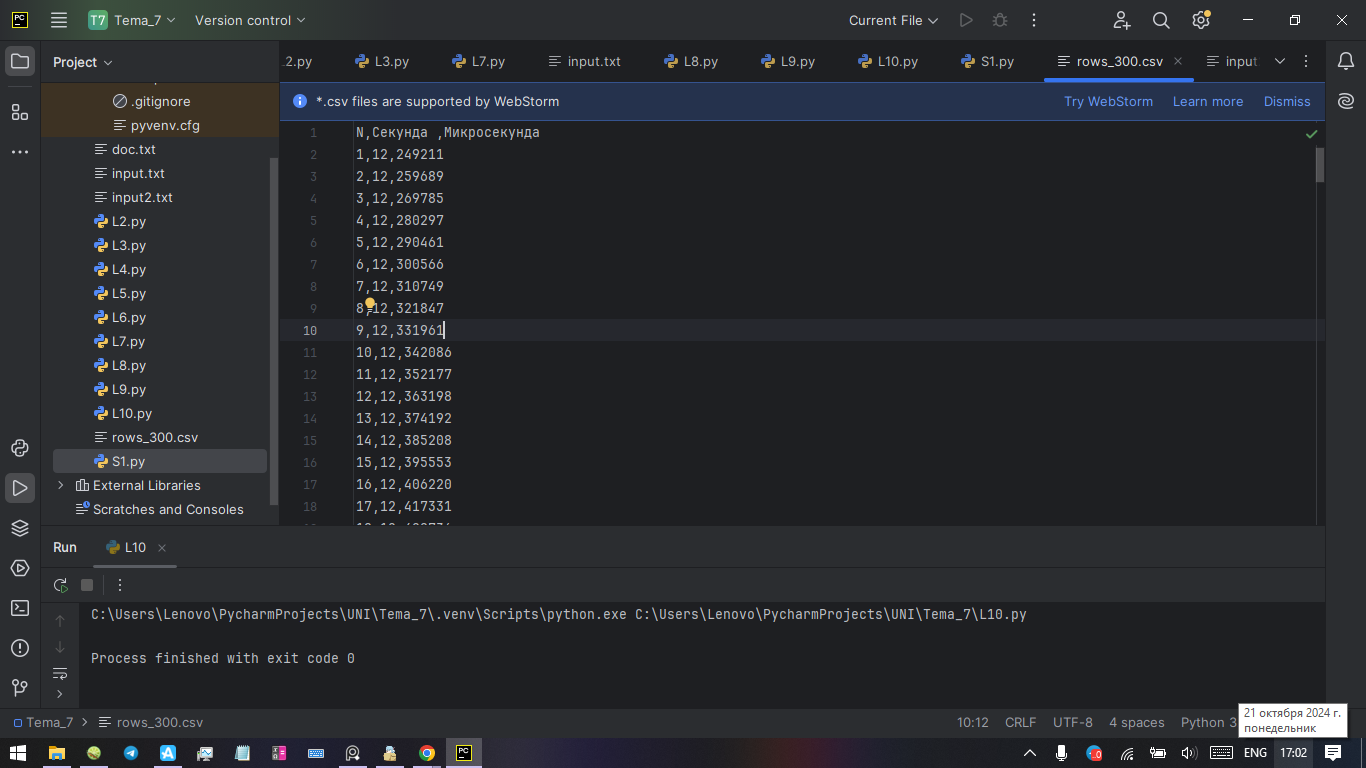 PC T7 Tema_7 Version control Current File
Project
.2.py L3.py L7.py input.txt L8.py L9.py L10.py S1.py rows_300.csv input
*.csv files are supported by WebStorm Try WebStorm Learn more Dismiss
.gitignore
pyvenv.cfg
doc.txt
input.txt
input2.txt
L2.py
L3.py
L4.py
L5.py
L6.py
L7.py
L8.py
L9.py
L10.py
rows_300.csv
S1.py
External Libraries
Scratches and Consoles
1 N,Секунда ,Микросекунда
2 1,12,249211
3 2,12,259689
4 3,12,269785
5 4,12,280297
6 5,12,290461
7 6,12,300566
8 7,12,310749
9 8,12,321847
10 9,12,331961
11 10,12,342086
12 11,12,352177
13 12,12,363198
14 13,12,374192
15 14,12,385208
16 15,12,395553
17 16,12,406220
18 17,12,417331
Run L10
C:\Users\Lenovo\PycharmProjects\UNI\Tema_7\.venv\Scripts\python.exe C:\Users\Lenovo\PycharmProjects\UNI\Tema_7\L10.py
Process finished with exit code 0
Tema_7 rows_300.csv 10:12 CRLF UTF-8 4 spaces Python 3
21 октября 2024 г.
понедельник
ENG 17:02